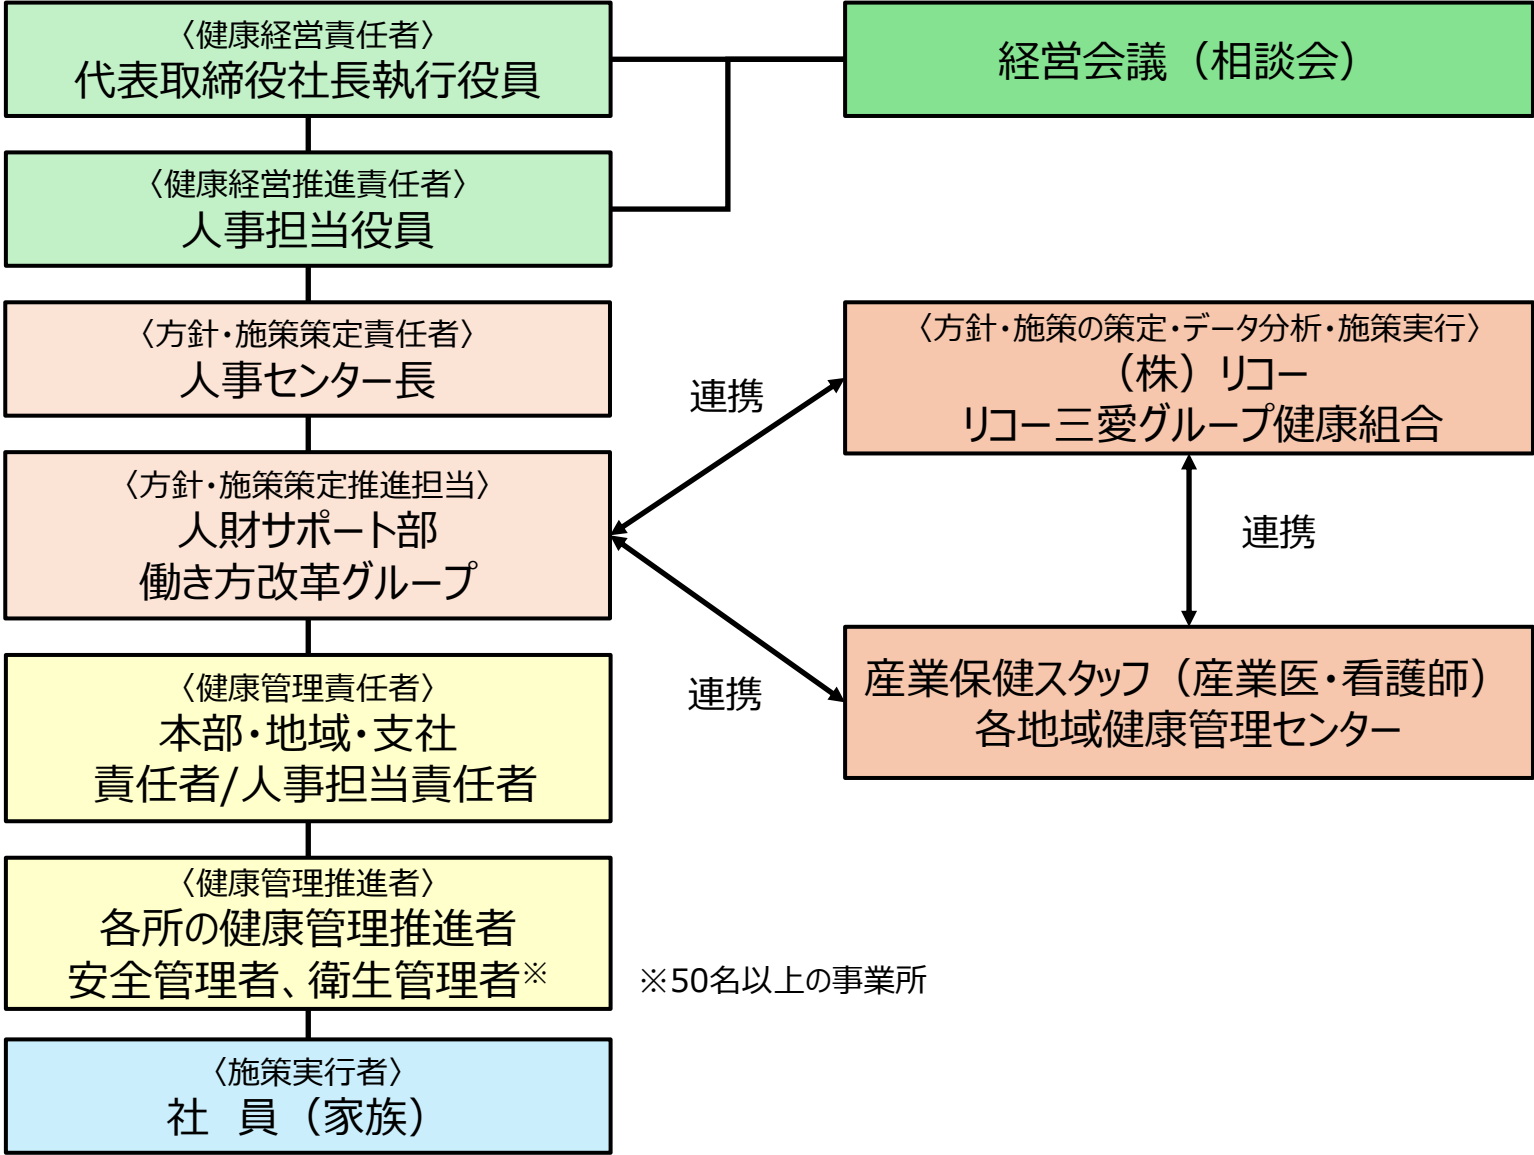 〈健康経営責任者〉
代表取締役社長執行役員
経営会議（相談会）
〈健康経営推進責任者〉
人事担当役員
〈方針・施策策定責任者〉
人事センター長
〈方針・施策の策定・データ分析・施策実行〉
（株）リコー
リコー三愛グループ健康組合
連携
〈方針・施策策定推進担当〉
人財サポート部
働き方改革グループ
連携
〈健康管理責任者〉
本部・地域・支社
責任者/人事担当責任者
連携
産業保健スタッフ（産業医・看護師）
各地域健康管理センター
〈健康管理推進者〉
各所の健康管理推進者
安全管理者、衛生管理者※
※50名以上の事業所
〈施策実行者〉
社　員（家族）